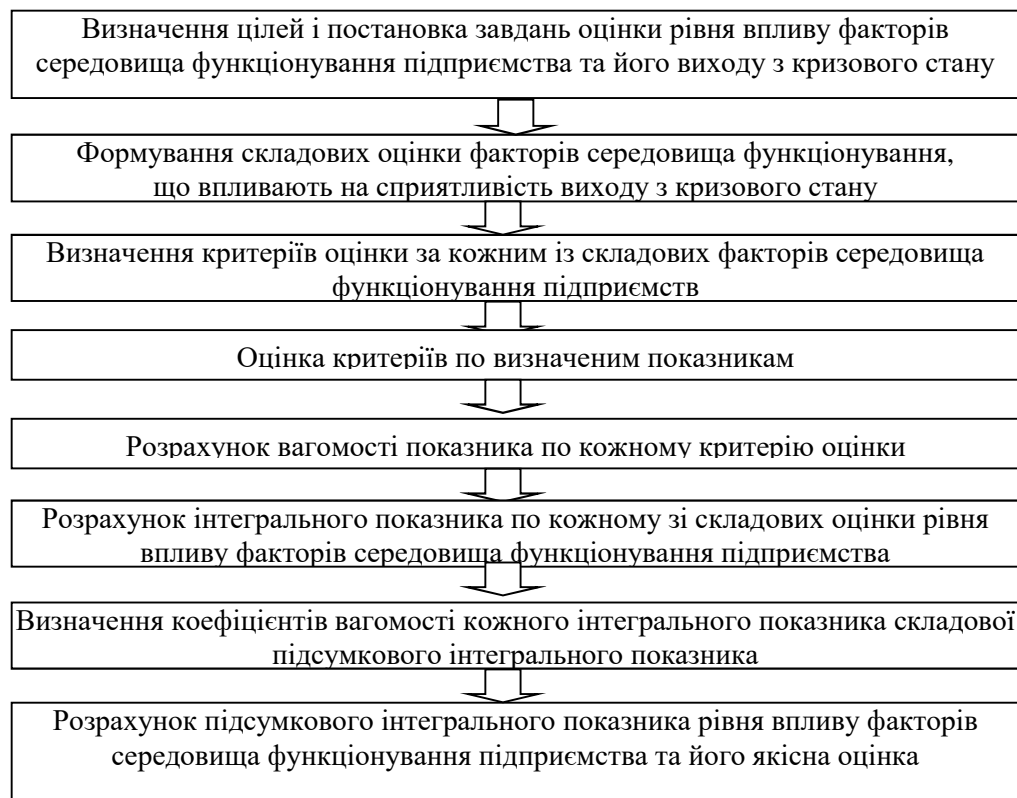 Визначення цілей і постановка завдань оцінки рівня впливу факторів
середовища функціонування підприємства та його виходу з кризового стану
Формування складових оцінки факторів середовища функціонування,
що впливають на сприятливість виходу з кризового стану
Визначення критеріїв оцінки за кожним із складових факторів середовища
функціонування підприємств
Оцінка критеріїв по визначеним показникам
Розрахунок вагомості показника по кожному критерію оцінки
Розрахунок інтегрального показника по кожному зі складових оцінки рівня
впливу факторів середовища функціонування підприємства
Визначення коефіцієнтів вагомості кожного інтегрального показника складової
підсумкового інтегрального показника
Розрахунок підсумкового інтегрального показника рівня впливу факторів
середовища функціонування підприємства та його якісна оцінка